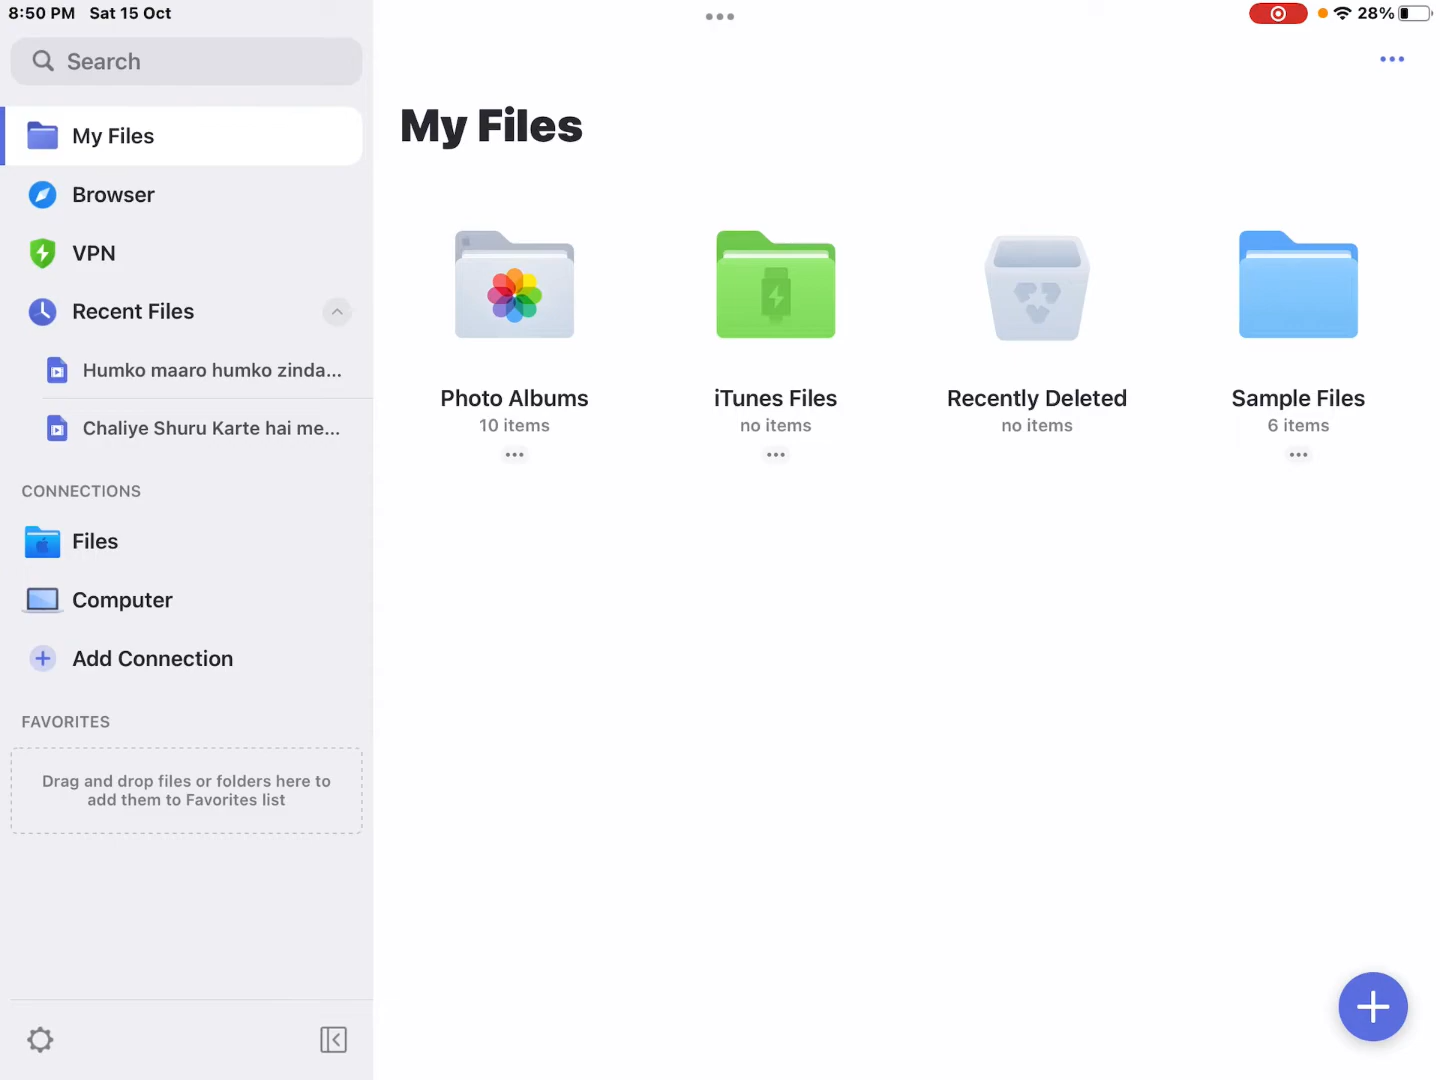 8:50 PM Sat 15 Oct
28%
Search
My Files
Browser
VPN
Recent Files
Humko maaro humko zinda...
Chaliye Shuru Karte hai me...
CONNECTIONS
Files
Computer
Add Connection
FAVORITES
Drag and drop files or folders here to
add them to Favorites list
My Files
Photo Albums
10 items
iTunes Files
no items
Recently Deleted
no items
Sample Files
6 items